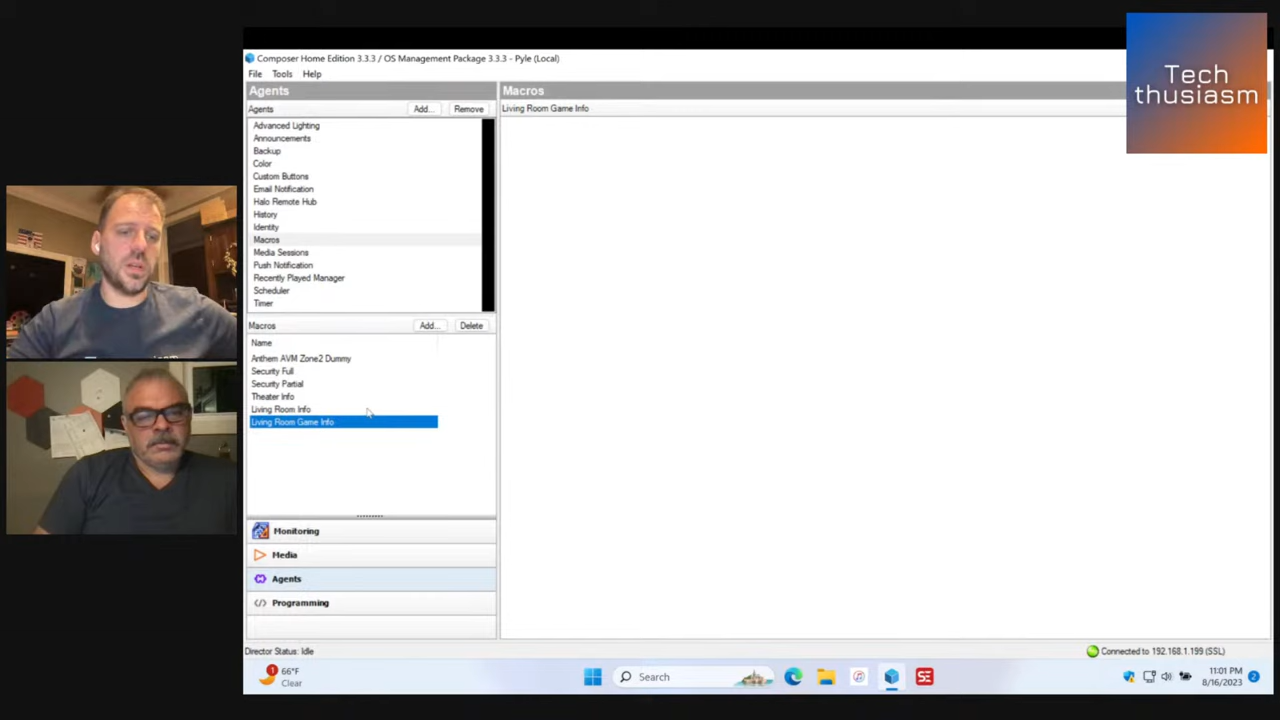 Tech
thusiasm
Composer Home Edition 3.3.3 / OS Management Package 3.3.3 - Pyle (Local)
File Tools Help
Agents
Macros
Agents Add... Remove
Living Room Game Info
Advanced Lighting
Announcements
Backup
Color
Custom Buttons
Email Notification
Halo Remote Hub
History
Identity
Macros
Media Sessions
Push Notification
Recently Played Manager
Scheduler
Timer
Macros Add... Delete
Name
Anthem AVM Zone2 Dummy
Security Full
Security Partial
Theater Info
Living Room Info
Living Room Game Info
Monitoring
Media
Agents
Programming
Director Status: Idle
Connected to 192.168.1.199 (SSL)
1
66°F
Clear
Search
SE
11:01 PM
8/16/2023
2